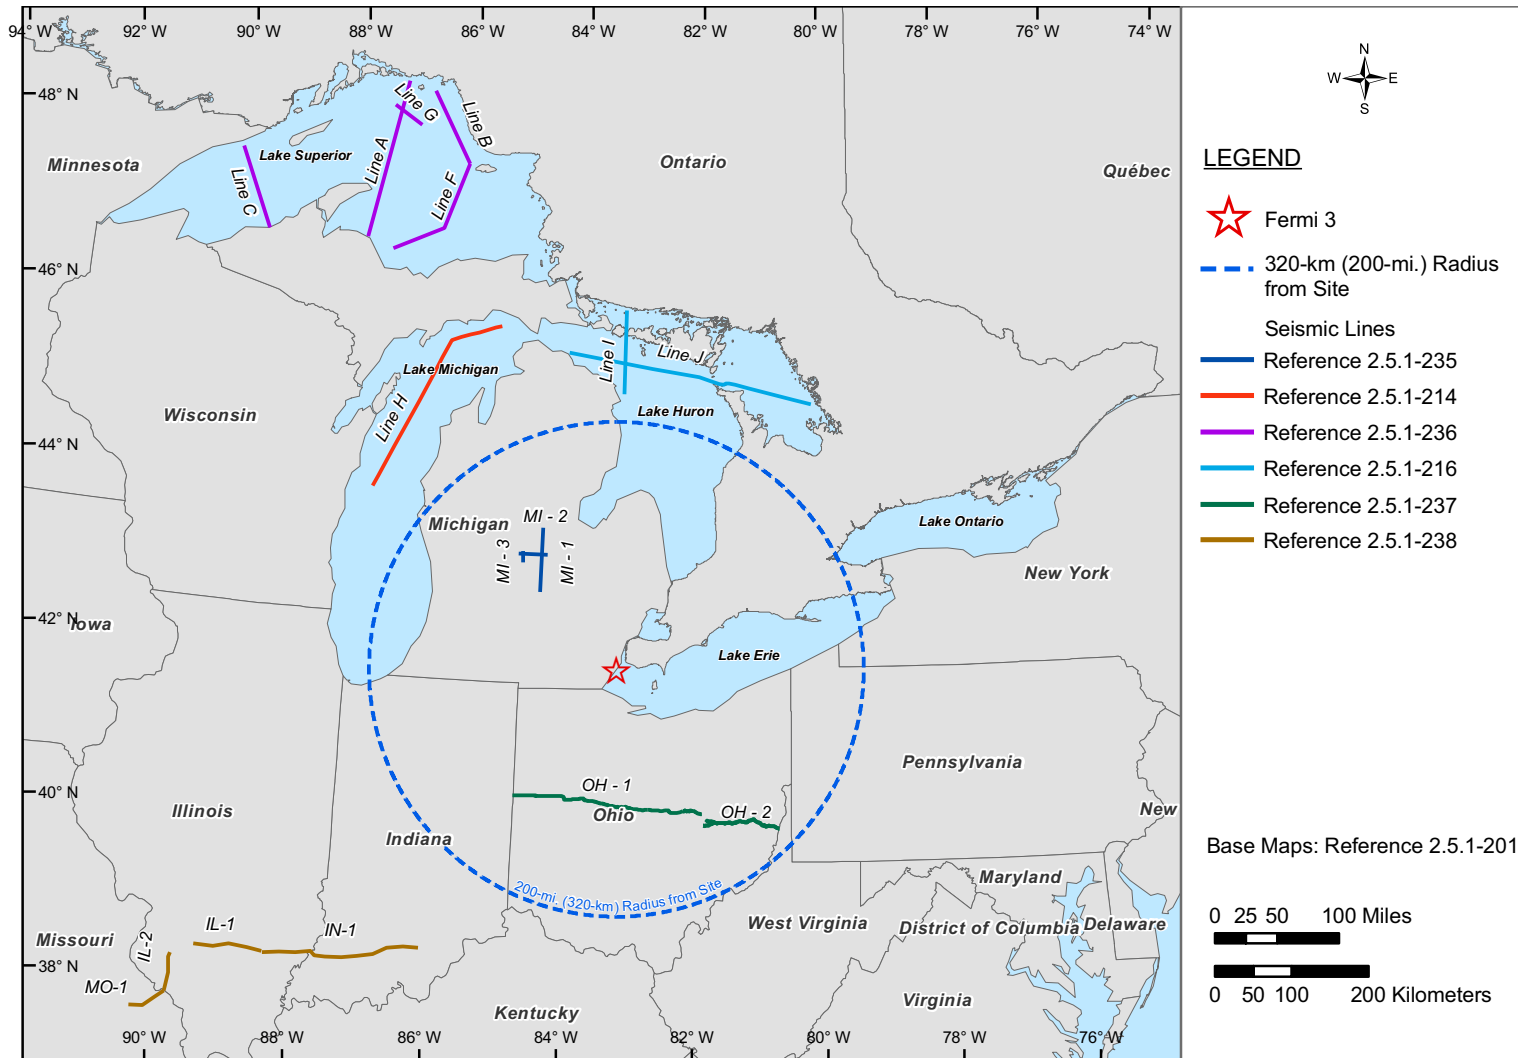 94° W
92° W
90° W
88° W
86° W
84° W
82° W
80° W
78° W
76° W
74° W
48° N
46° N
44° N
42° N
40° N
38° N
Line G
Line B
Line A
Lake Superior
Minnesota
Ontario
Québec
Line C
Line F
Line I
Line J
Lake Michigan
Line H
Wisconsin
Lake Huron
Michigan
MI - 2
MI - 3
MI - 1
Lake Ontario
New York
Iowa
Lake Erie
Pennsylvania
OH - 1
Ohio
OH - 2
Illinois
Indiana
New
Maryland
200-mi. (320-km) Radius from Site
West Virginia
District of Columbia
Delaware
Missouri
IL-2
IL-1
IN-1
MO-1
Kentucky
Virginia
90° W
88° W
86° W
84° W
82° W
80° W
78° W
76° W
N
W
E
S
LEGEND
Fermi 3
320-km (200-mi.) Radius
from Site
Seismic Lines
Reference 2.5.1-235
Reference 2.5.1-214
Reference 2.5.1-236
Reference 2.5.1-216
Reference 2.5.1-237
Reference 2.5.1-238
Base Maps: Reference 2.5.1-201
0 25 50 100 Miles
0 50 100 200 Kilometers